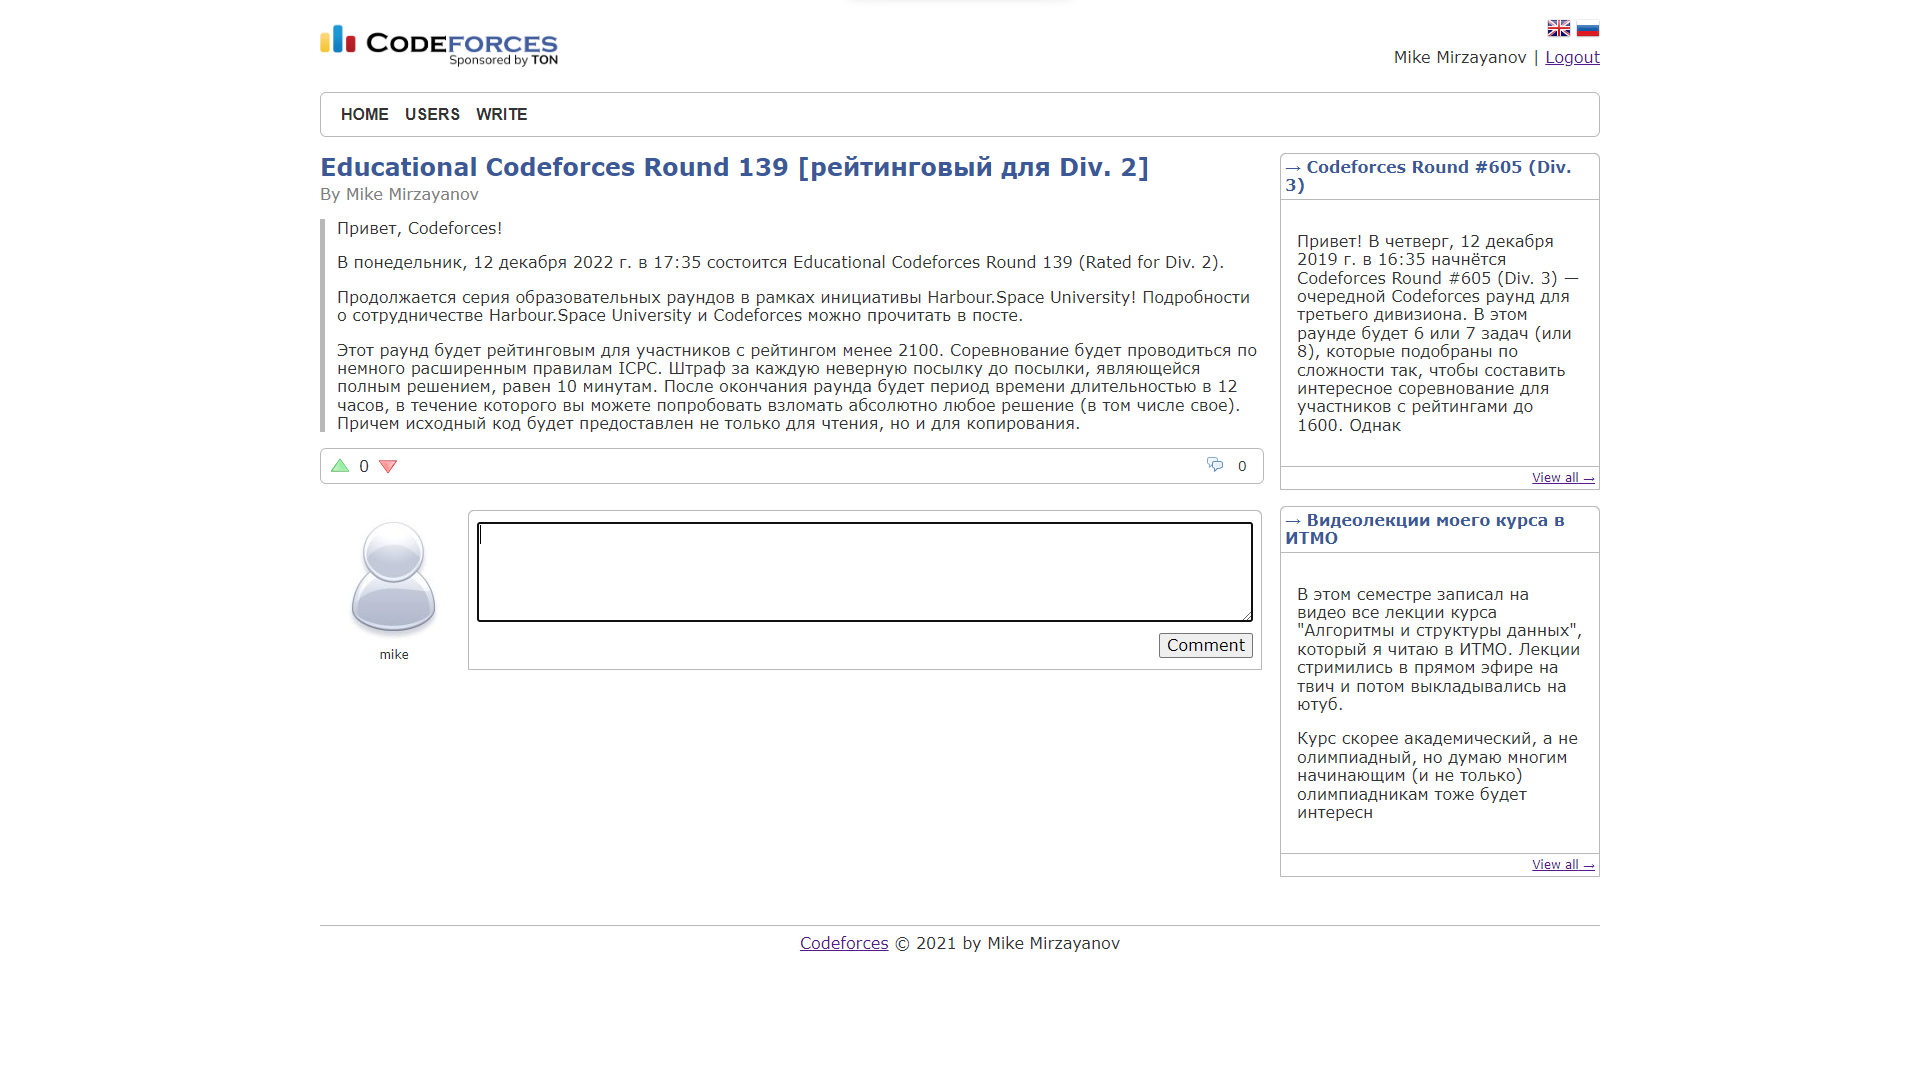 CODEFORCES
Sponsored by TON
Mike Mirzayanov | Logout
HOME USERS WRITE
Educational Codeforces Round 139 [рейтинговый для Div. 2]
By Mike Mirzayanov
Привет, Codeforces!
В понедельник, 12 декабря 2022 г. в 17:35 состоится Educational Codeforces Round 139 (Rated for Div. 2).
Продолжается серия образовательных раундов в рамках инициативы Harbour.Space University! Подробности
о сотрудничестве Harbour.Space University и Codeforces можно прочитать в посте.
Этот раунд будет рейтинговым для участников с рейтингом менее 2100. Соревнование будет проводиться по
немного расширенным правилам ICPC. Штраф за каждую неверную посылку до посылки, являющейся
полным решением, равен 10 минутам. После окончания раунда будет период времени длительностью в 12
часов, в течение которого вы можете попробовать взломать абсолютно любое решение (в том числе свое).
Причем исходный код будет предоставлен не только для чтения, но и для копирования.
0
0
mike
Comment
→ Codeforces Round #605 (Div.
3)
Привет! В четверг, 12 декабря
2019 г. в 16:35 начнётся
Codeforces Round #605 (Div. 3) —
очередной Codeforces раунд для
третьего дивизиона. В этом
раунде будет 6 или 7 задач (или
8), которые подобраны по
сложности так, чтобы составить
интересное соревнование для
участников с рейтингами до
1600. Однак
View all →
→ Видеолекции моего курса в
ИТМО
В этом семестре записал на
видео все лекции курса
"Алгоритмы и структуры данных",
который я читаю в ИТМО. Лекции
стримились в прямом эфире на
твич и потом выкладывались на
ютуб.
Курс скорее академический, а не
олимпиадный, но думаю многим
начинающим (и не только)
олимпиадникам тоже будет
интересн
View all →
Codeforces © 2021 by Mike Mirzayanov